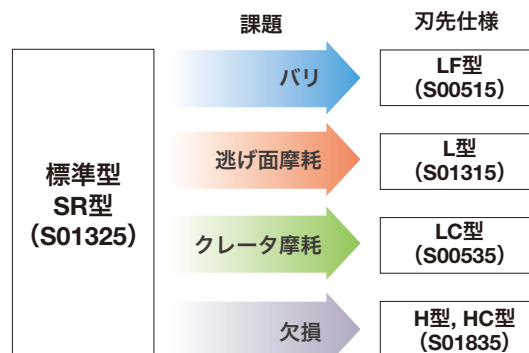 課題
刃先仕様
標準型
SR型
（S01325）
バリ
LF型
（S00515）
逃げ面摩耗
L型
（S01315）
クレータ摩耗
LC型
（S00535）
欠損
H型, HC型
（S01835）